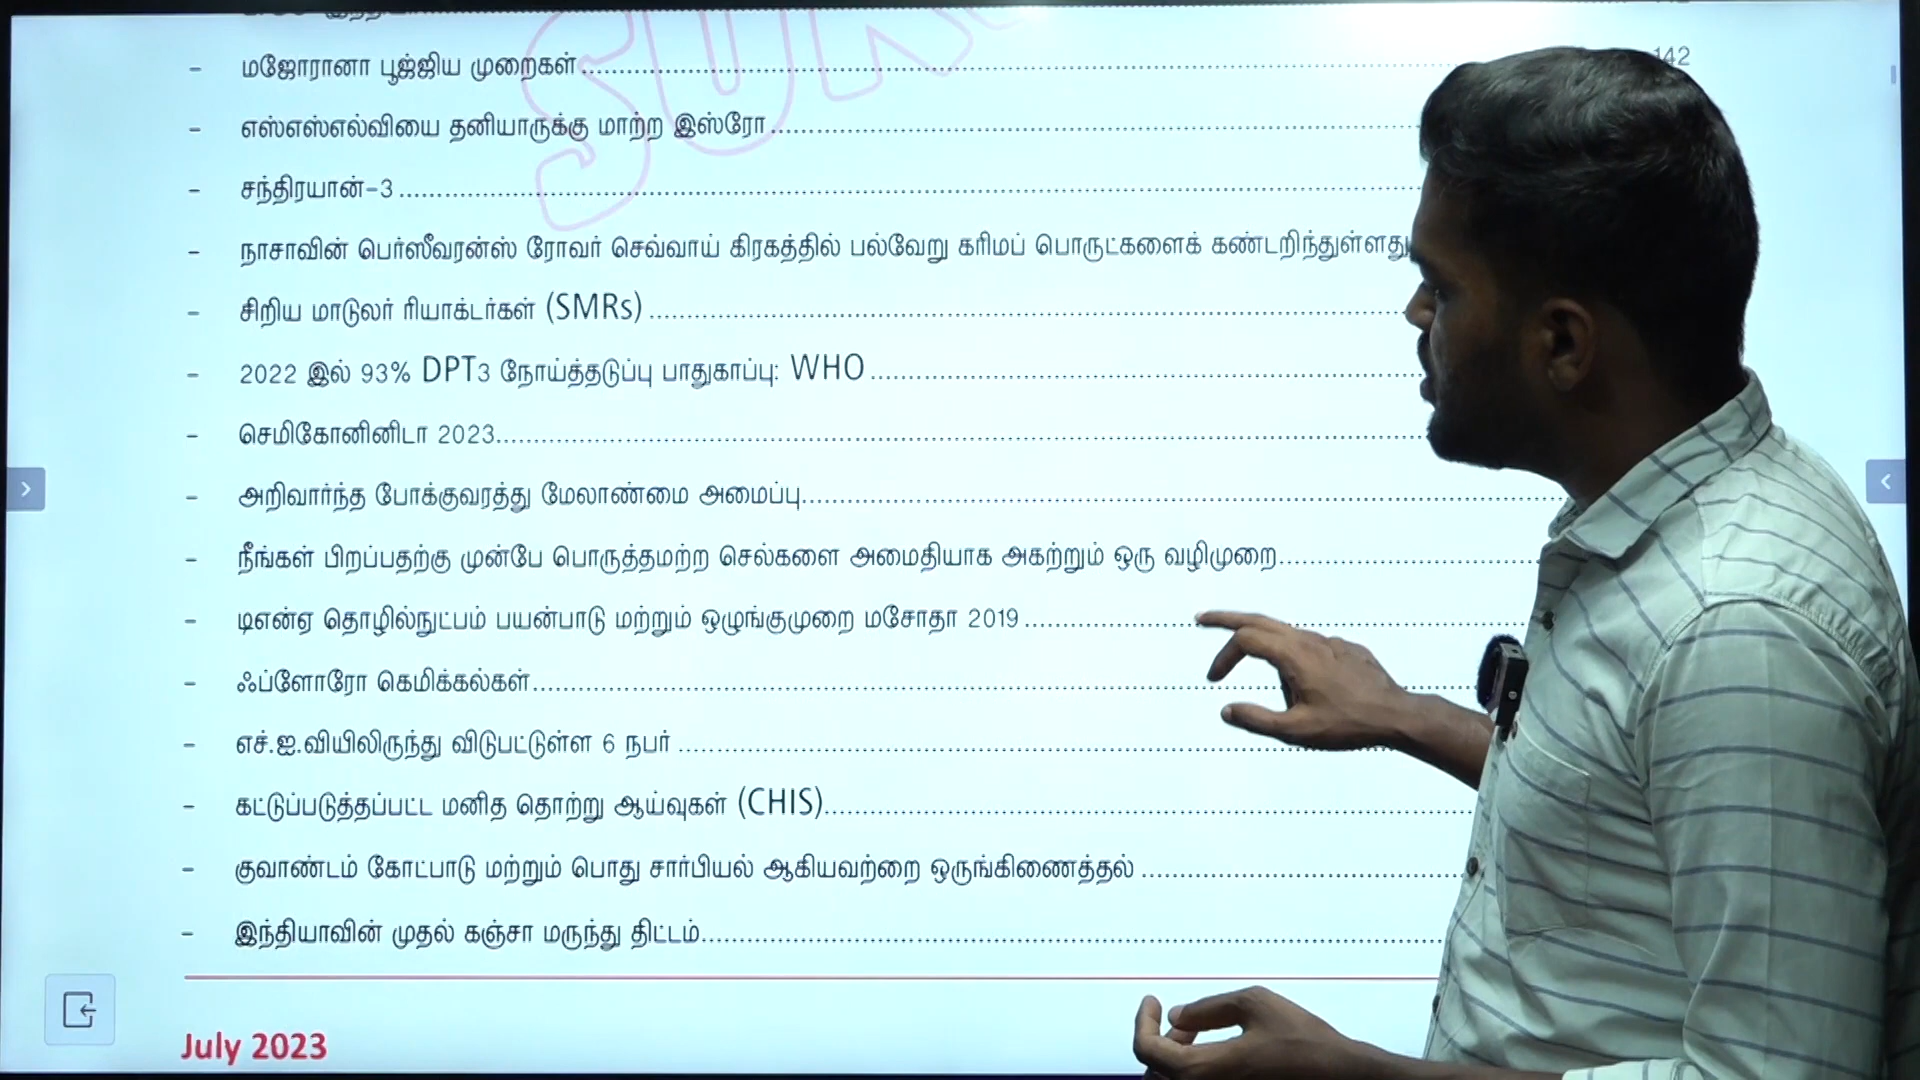 - மஜோரானா பூஜ்ஜிய முறைகள் 142
- எஸ்எஸ்எல்வியை தனியாருக்கு மாற்ற இஸ்ரோ
- சந்திரயான்-3
- நாசாவின் பெர்ஸீவரன்ஸ் ரோவர் செவ்வாய் கிரகத்தில் பல்வேறு கரிமப் பொருட்களைக் கண்டறிந்துள்ளது
- சிறிய மாடுலர் ரியாக்டர்கள் (SMRs)
- 2022 இல் 93% DPT3 நோய்த்தடுப்பு பாதுகாப்பு: WHO
- செமிகோனினிடா 2023
- அறிவார்ந்த போக்குவரத்து மேலாண்மை அமைப்பு
- நீங்கள் பிறப்பதற்கு முன்பே பொருத்தமற்ற செல்களை அமைதியாக அகற்றும் ஒரு வழிமுறை
- டிஎன்ஏ தொழில்நுட்பம் பயன்பாடு மற்றும் ஒழுங்குமுறை மசோதா 2019
- ஃப்ளோரோ கெமிக்கல்கள்
- எச்.ஐ.வியிலிருந்து விடுபட்டுள்ள 6 நபர்
- கட்டுப்படுத்தப்பட்ட மனித தொற்று ஆய்வுகள் (CHIS)
- குவாண்டம் கோட்பாடு மற்றும் பொது சார்பியல் ஆகியவற்றை ஒருங்கிணைத்தல்
- இந்தியாவின் முதல் கஞ்சா மருந்து திட்டம்
July 2023